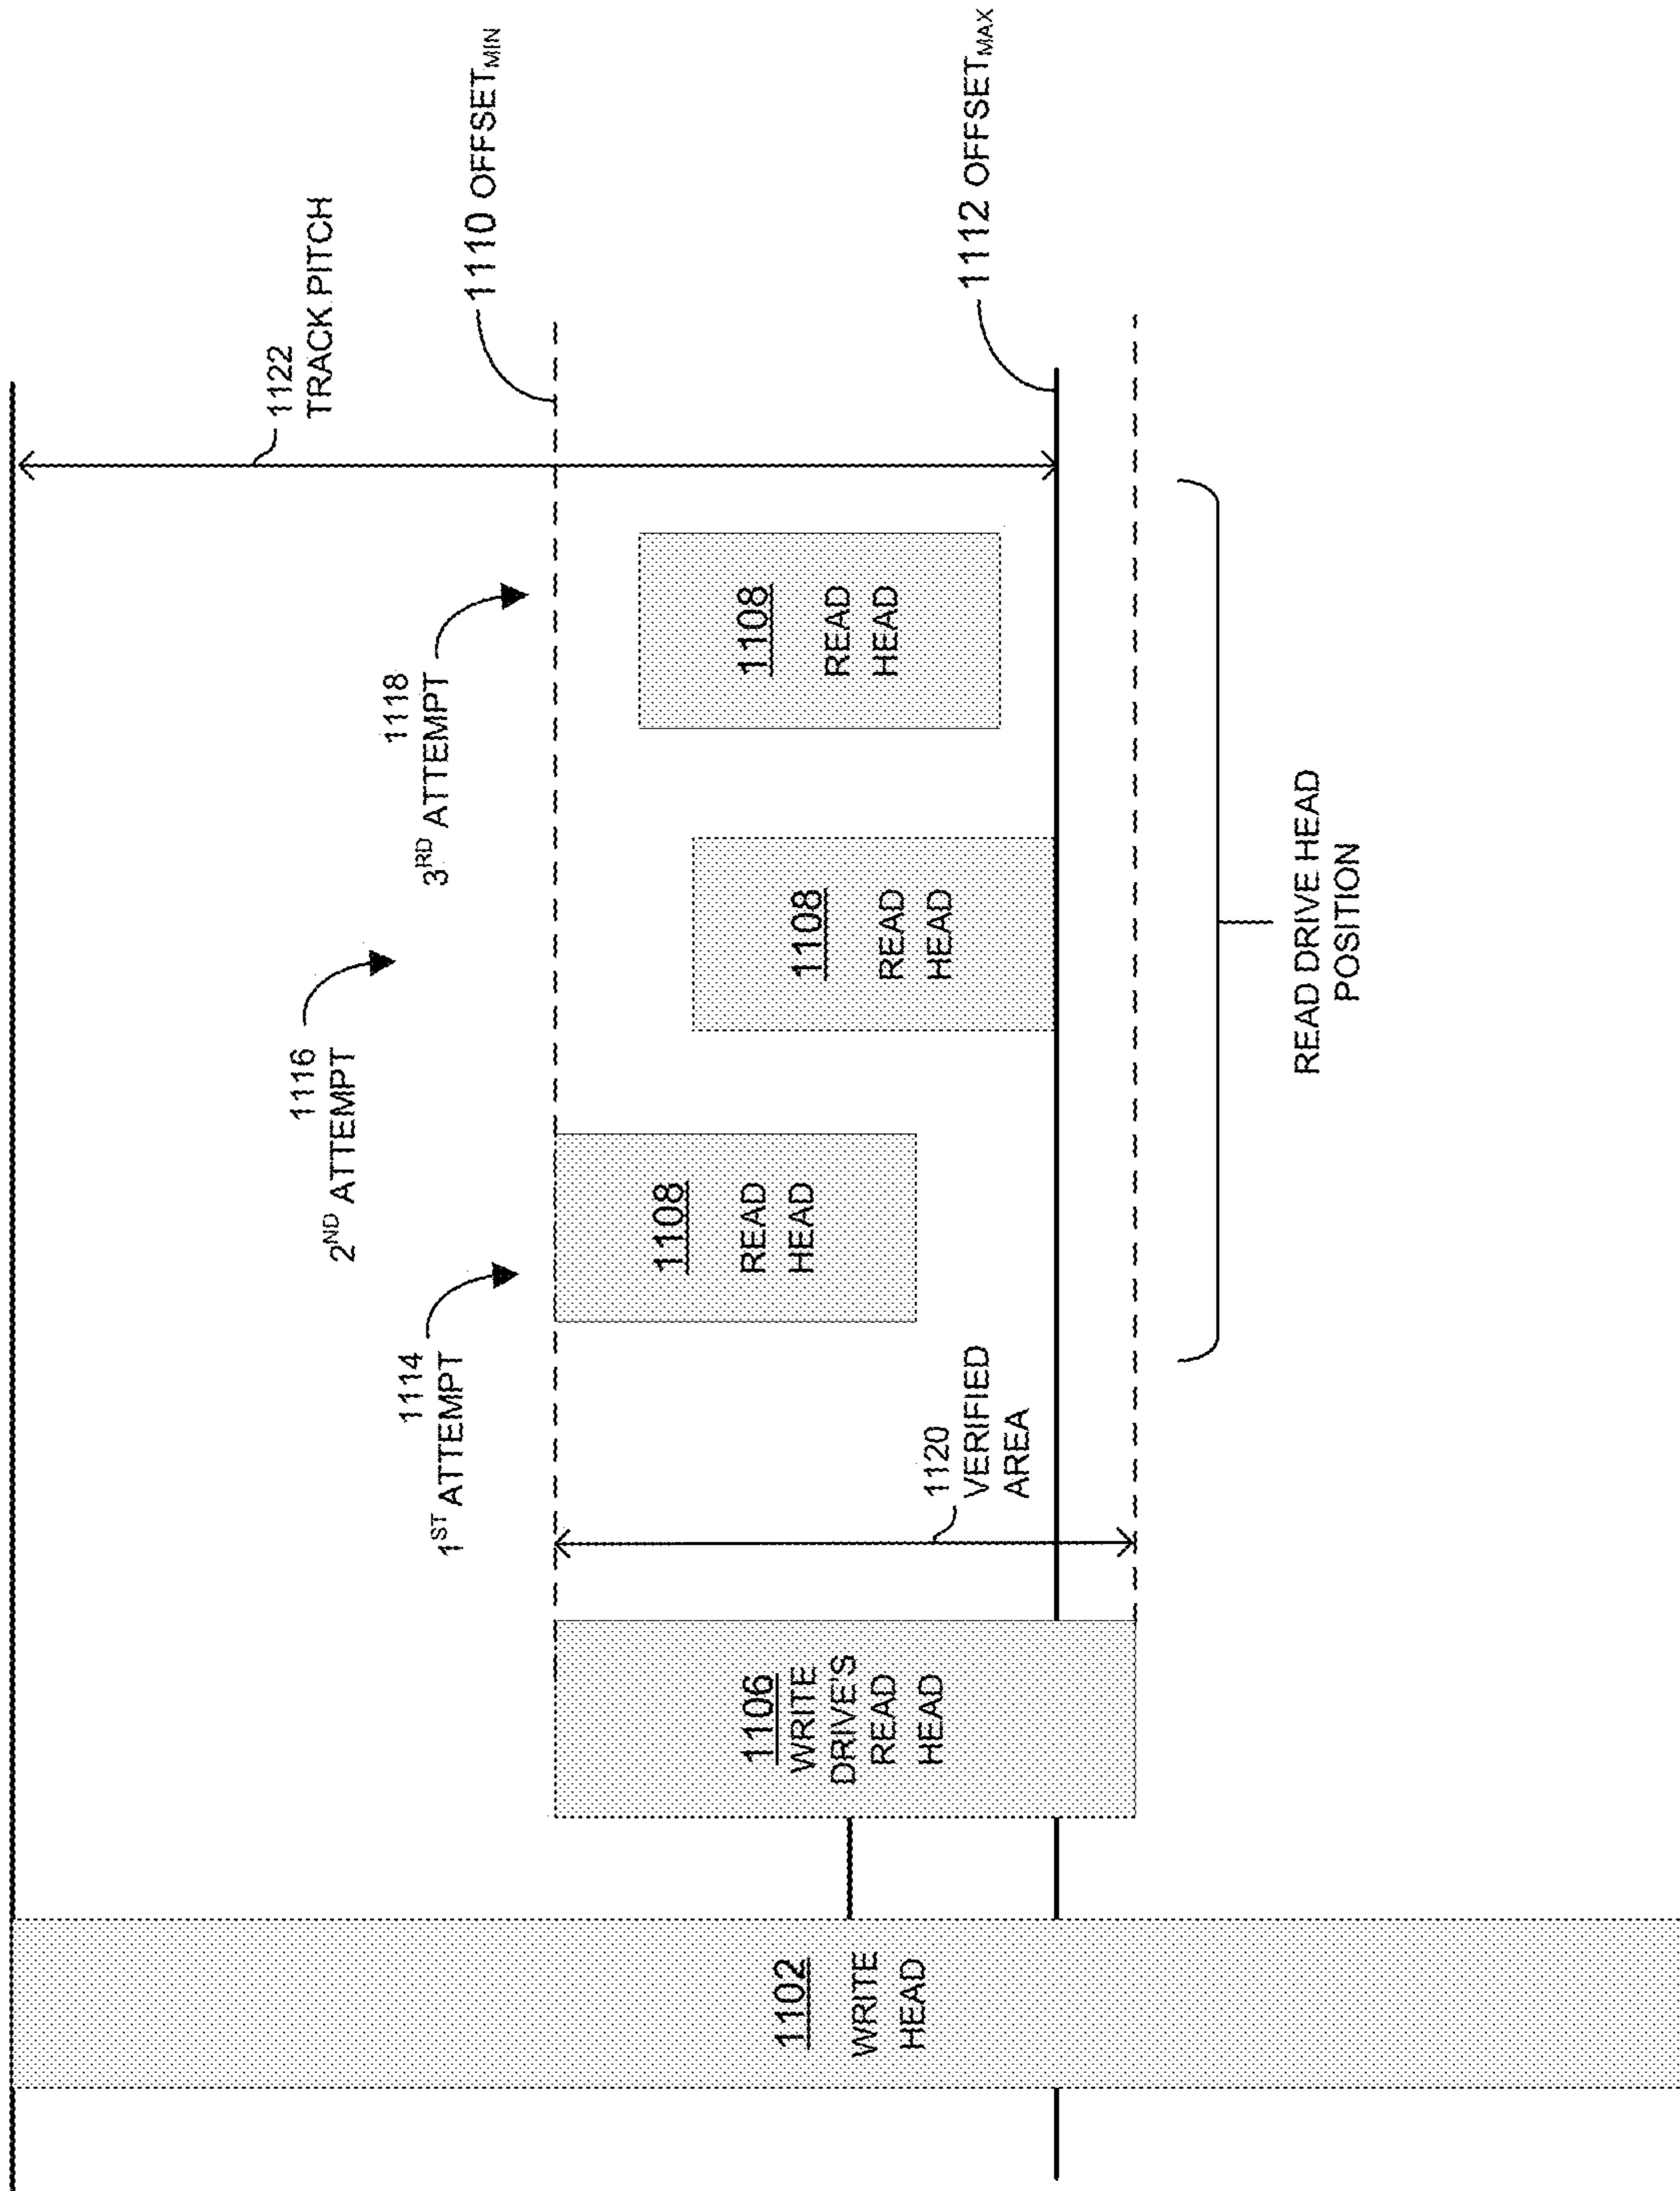 1122
TRACK PITCH
1116
2ND ATTEMPT
1118
3RD ATTEMPT
1114
1ST ATTEMPT
1110 OFFSETMIN
1102
WRITE
HEAD
1106
WRITE
DRIVE'S
READ
HEAD
1108
READ
HEAD
1108
READ
HEAD
1108
READ
HEAD
1120
VERIFIED
AREA
1112 OFFSETMAX
READ DRIVE HEAD
POSITION